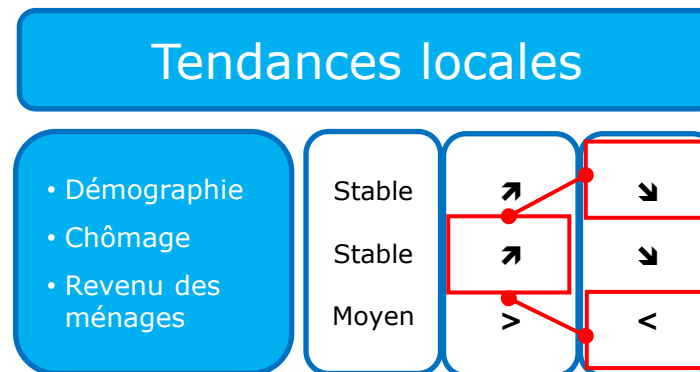 Tendances locales
• Démographie
• Chômage
• Revenu des
ménages
Stable
Stable
Moyen
↗
↗
>
↘
↘
<